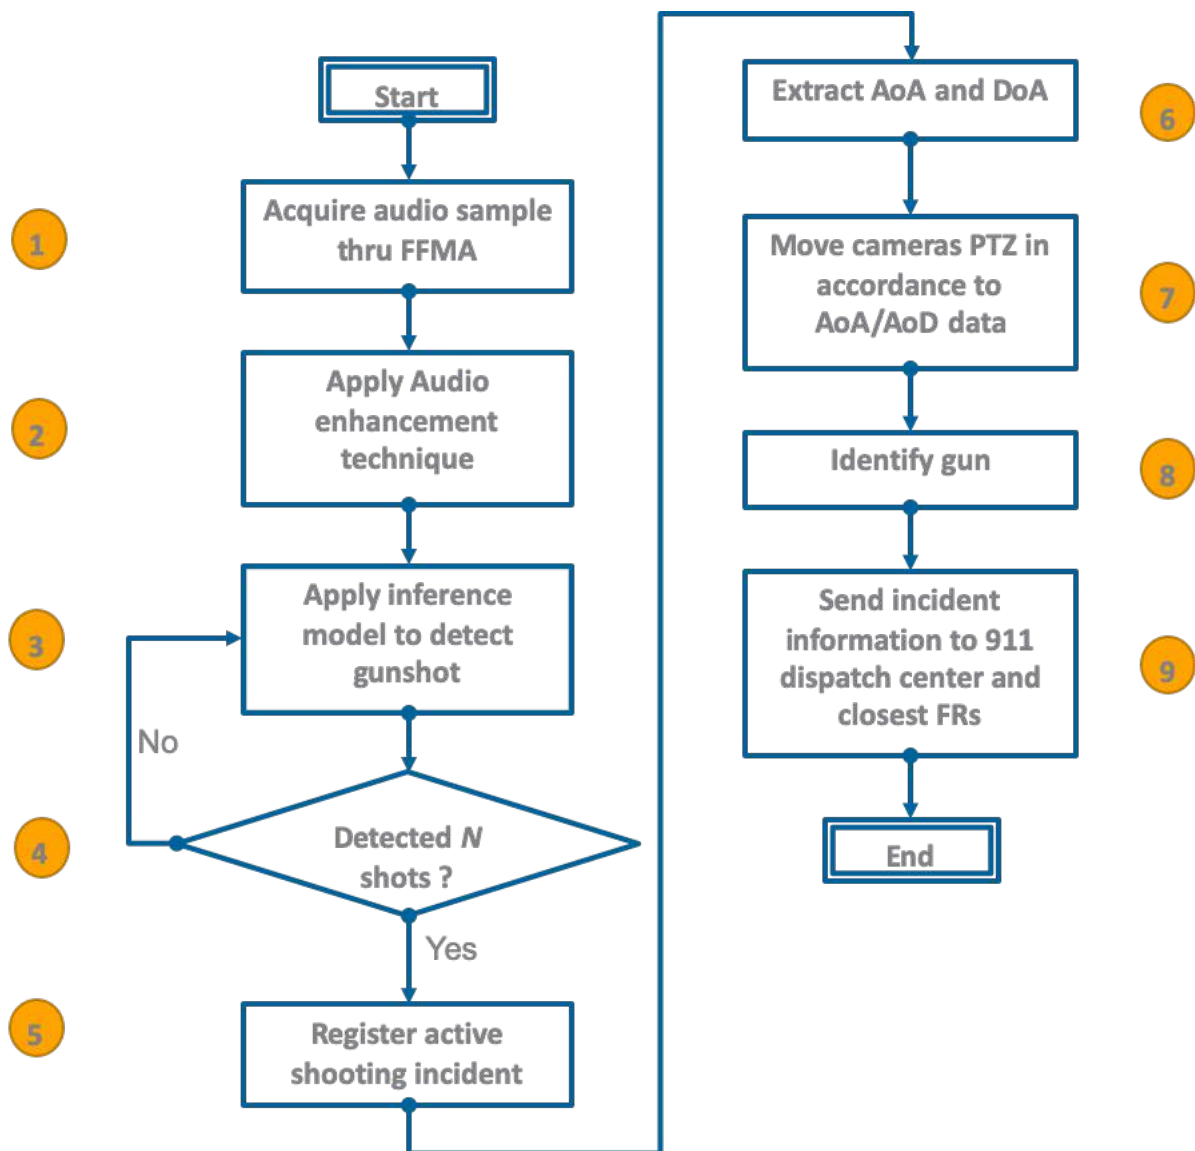 Start
1
Acquire audio sample
thru FFMA
2
Apply Audio
enhancement
technique
3
Apply inference
model to detect
gunshot
No
4
Detected N
shots ?
Yes
5
Register active
shooting incident
Extract AoA and DoA
6
Move cameras PTZ in
accordance to
AoA/AoD data
7
Identify gun
8
Send incident
information to 911
dispatch center and
closest FRs
9
End